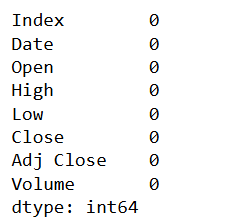 Index 0
Date 0
Open 0
High 0
Low 0
Close 0
Adj Close 0
Volume 0
dtype: int64